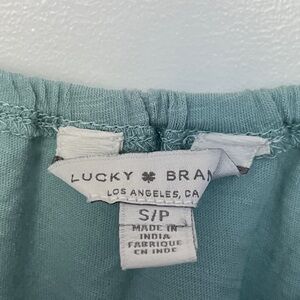 LUCKY BRAN
LOS ANGELES, CA
S/P
MADE IN
INDIA
FABRIQUE
EN INDE